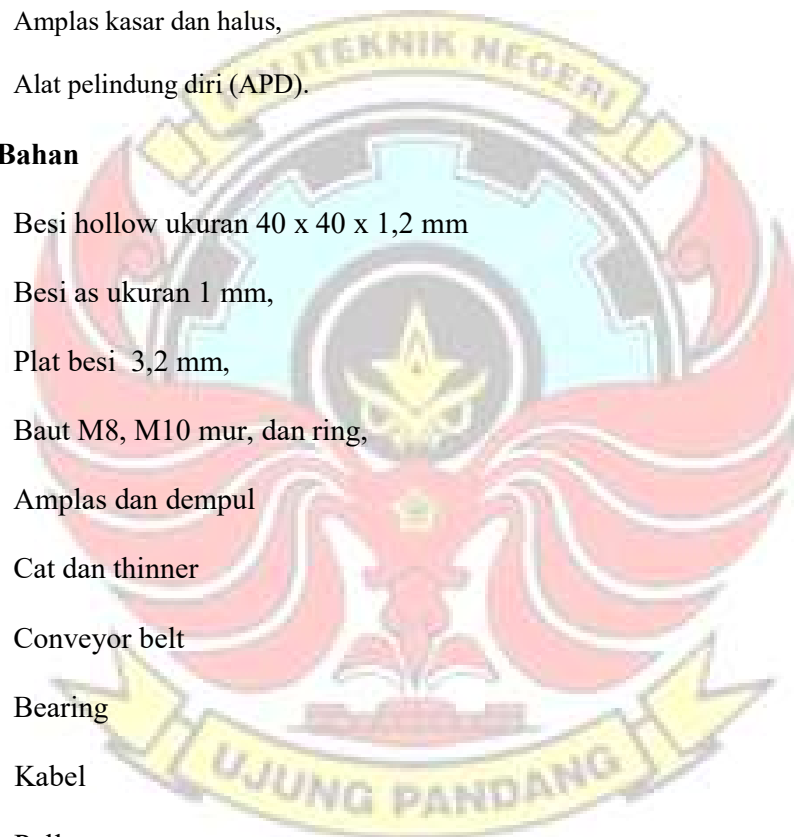 Amplas kasar dan halus,
POLITEKNIK NEGERI
Alat pelindung diri (APD).
Bahan
Besi hollow ukuran 40 x 40 x 1,2 mm
Besi as ukuran 1 mm,
Plat besi 3,2 mm,
Baut M8, M10 mur, dan ring,
Amplas dan dempul
Cat dan thinner
Conveyor belt
Bearing
Kabel
UJUNG PANDANG